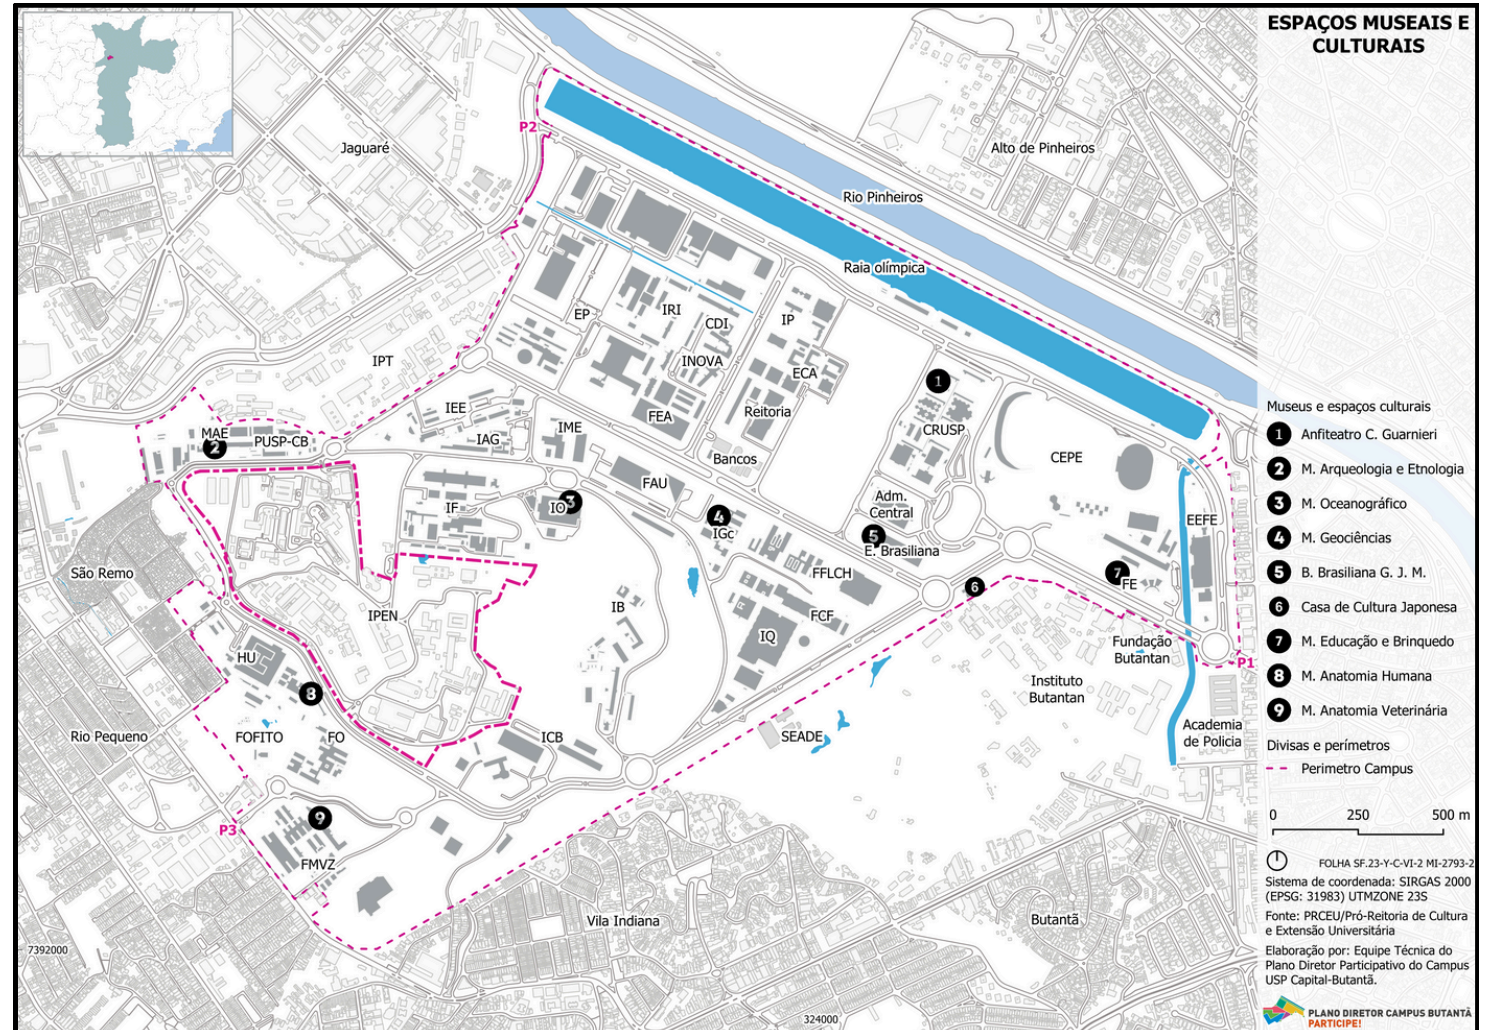 ESPAÇOS MUSEAIS E
CULTURAIS
Jaguaré
P2
Alto de Pinheiros
Rio Pinheiros
Raia olímpica
EP
IRI
CDI
IP
INOVA
IPT
ECA
Reitoria
FEA
IEE
IAG
IME
1
CRUSP
CEPE
MAE
2
PUSP-CB
Bancos
FAU
IF
IO
3
4
IGc
Adm.
Central
5
E. Brasiliana
EEFE
São Remo
FFLCH
7
FE
6
IPEN
IB
FCF
IQ
Fundação
Butantan
P1
HU
8
Instituto
Butantan
Rio Pequeno
FOFITO
FO
ICB
SEADE
Academia
de Policia
P3
9
FMVZ
Vila Indiana
Butantã
7392000
324000
Museus e espaços culturais
1 Anfiteatro C. Guarnieri
2 M. Arqueologia e Etnologia
3 M. Oceanográfico
4 M. Geociências
5 B. Brasiliana G. J. M.
6 Casa de Cultura Japonesa
7 M. Educação e Brinquedo
8 M. Anatomia Humana
9 M. Anatomia Veterinária
Divisas e perímetros
Perimetro Campus
0 250 500 m
FOLHA SF.23-Y-C-VI-2 MI-2793-2
Sistema de coordenada: SIRGAS 2000
(EPSG: 31983) UTMZONE 23S
Fonte: PRCEU/Pró-Reitoria de Cultura
e Extensão Universitária
Elaboração por: Equipe Técnica do
Plano Diretor Participativo do Campus
USP Capital-Butantã.
PLANO DIRETOR CAMPUS BUTANTÃ
PARTICIPE!